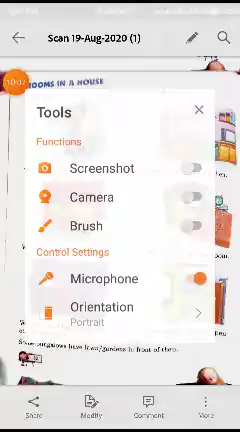 Scan 19-Aug-2020 (1)
ROOMS IN A HOUSE
10:07
Tools
Functions
Screenshot
Camera
Brush
Control Settings
Microphone
Orientation
Portrait
Some bungalows have lawn/gardens in front of them.
Share
Modify
Comment
More